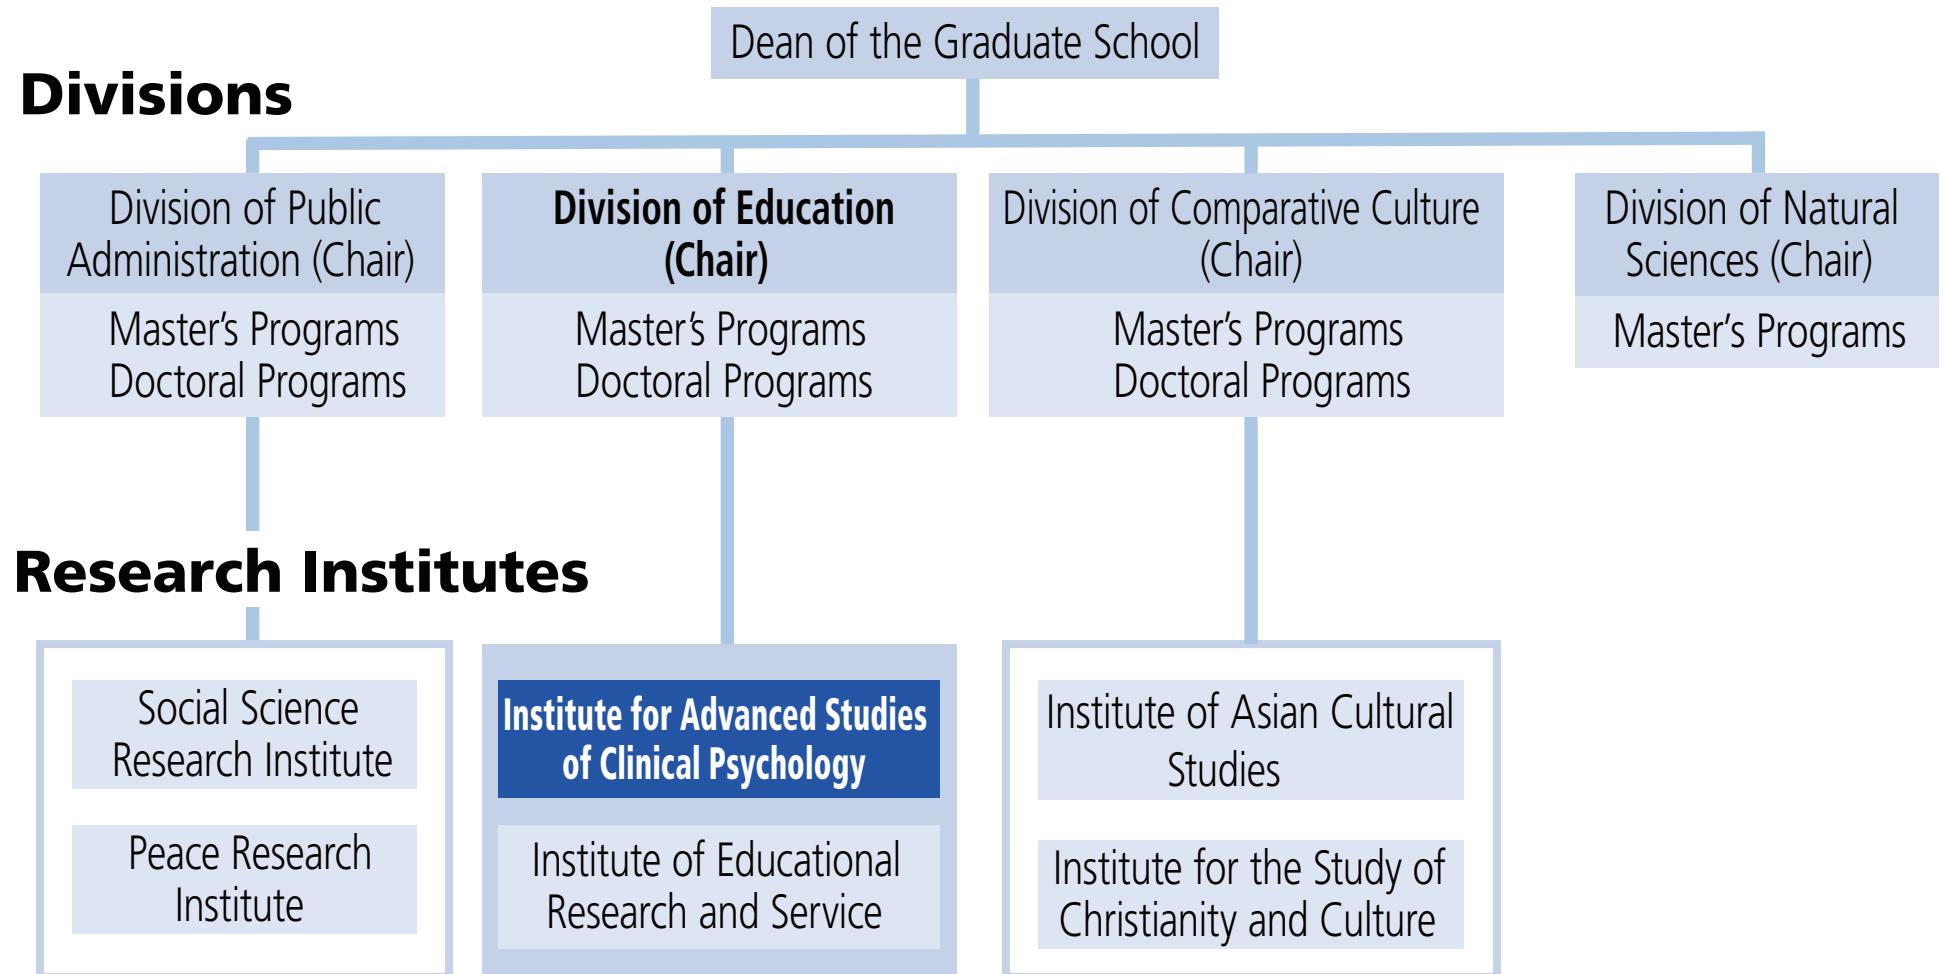 Dean of the Graduate School
Divisions
Division of Public
Administration (Chair)
Master's Programs
Doctoral Programs
Division of Education
(Chair)
Master's Programs
Doctoral Programs
Division of Comparative Culture
(Chair)
Master's Programs
Doctoral Programs
Division of Natural
Sciences (Chair)
Master's Programs
Research Institutes
Social Science
Research Institute
Peace Research
Institute
Institute for Advanced Studies
of Clinical Psychology
Institute of Educational
Research and Service
Institute of Asian Cultural
Studies
Institute for the Study of
Christianity and Culture